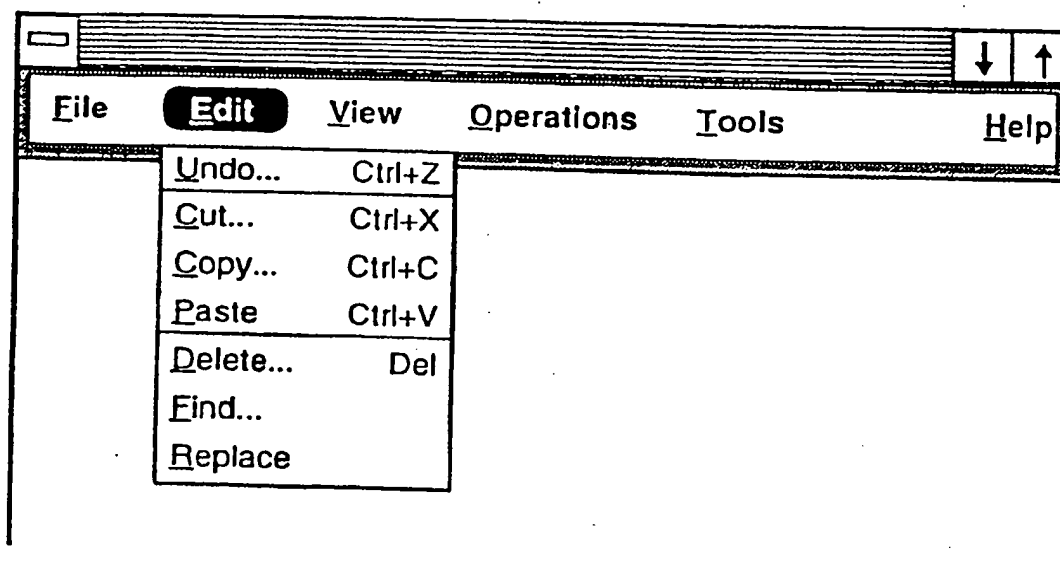 File Edit View Operations Tools Help
Undo... Ctrl+Z
Cut... Ctrl+X
Copy... Ctrl+C
Paste Ctrl+V
Delete... Del
Find...
Replace